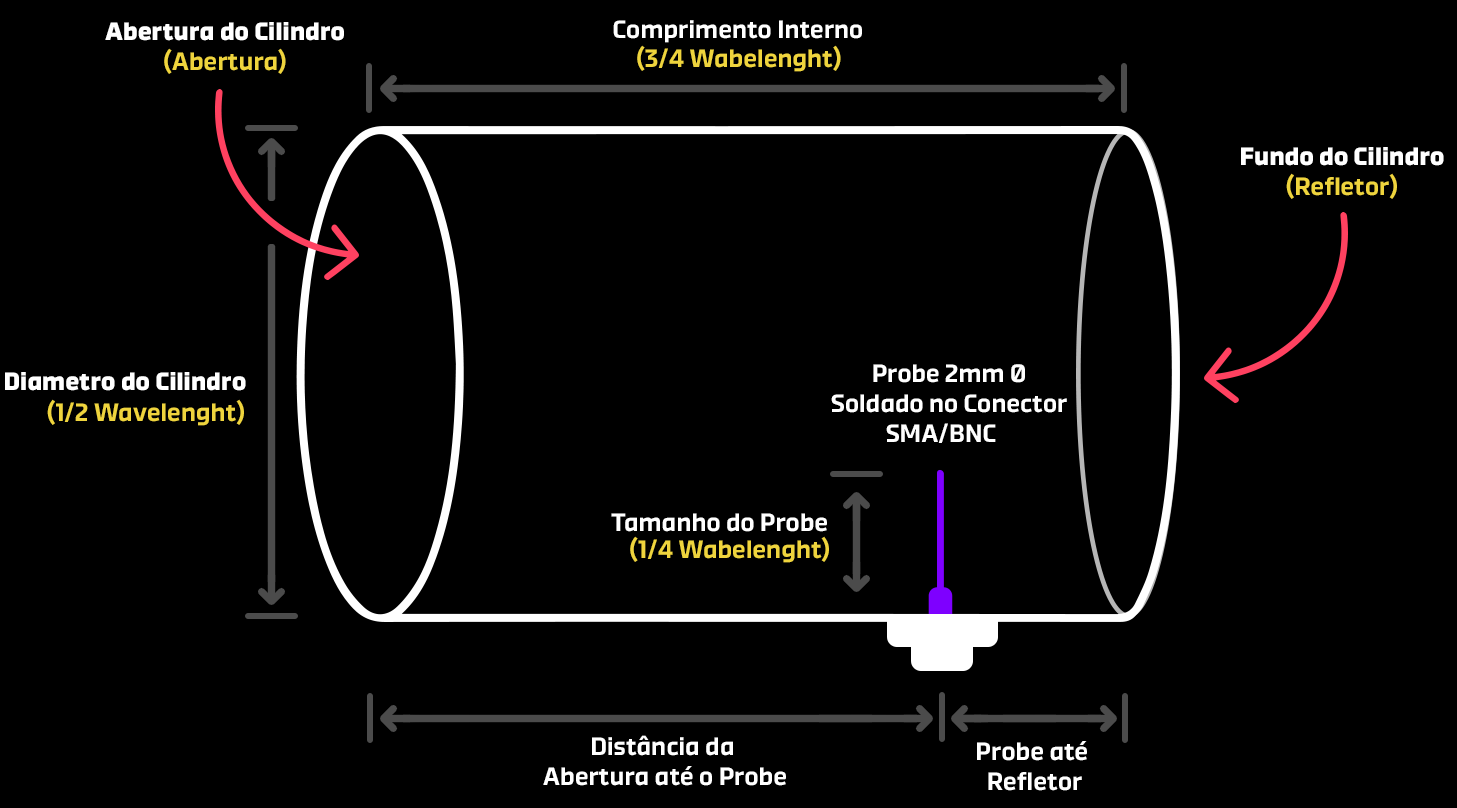 Abertura do Cilindro
(Abertura)
Comprimento Interno
(3/4 Wabelenght)
Fundo do Cilindro
(Refletor)
Diametro do Cilindro
(1/2 Wavelenght)
Probe 2mm Ø
Soldado no Conector
SMA/BNC
Tamanho do Probe
(1/4 Wabelenght)
Distância da
Abertura até o Probe
Probe até
Refletor